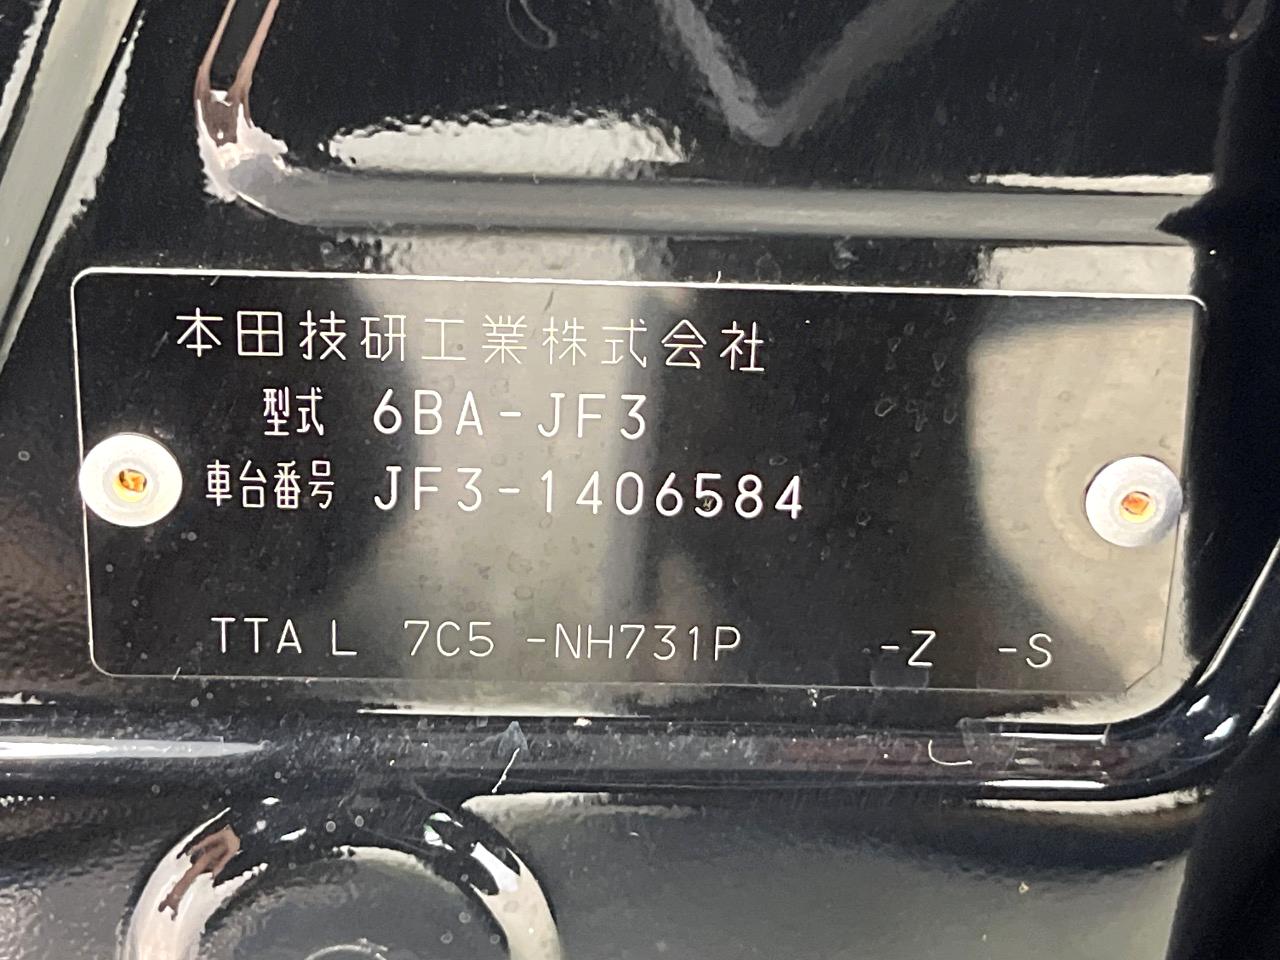 本田技研工業株式会社
型式 6BA-JF3
車台番号 JF3-1406584
TTA L 7C5 -NH731P -Z -S